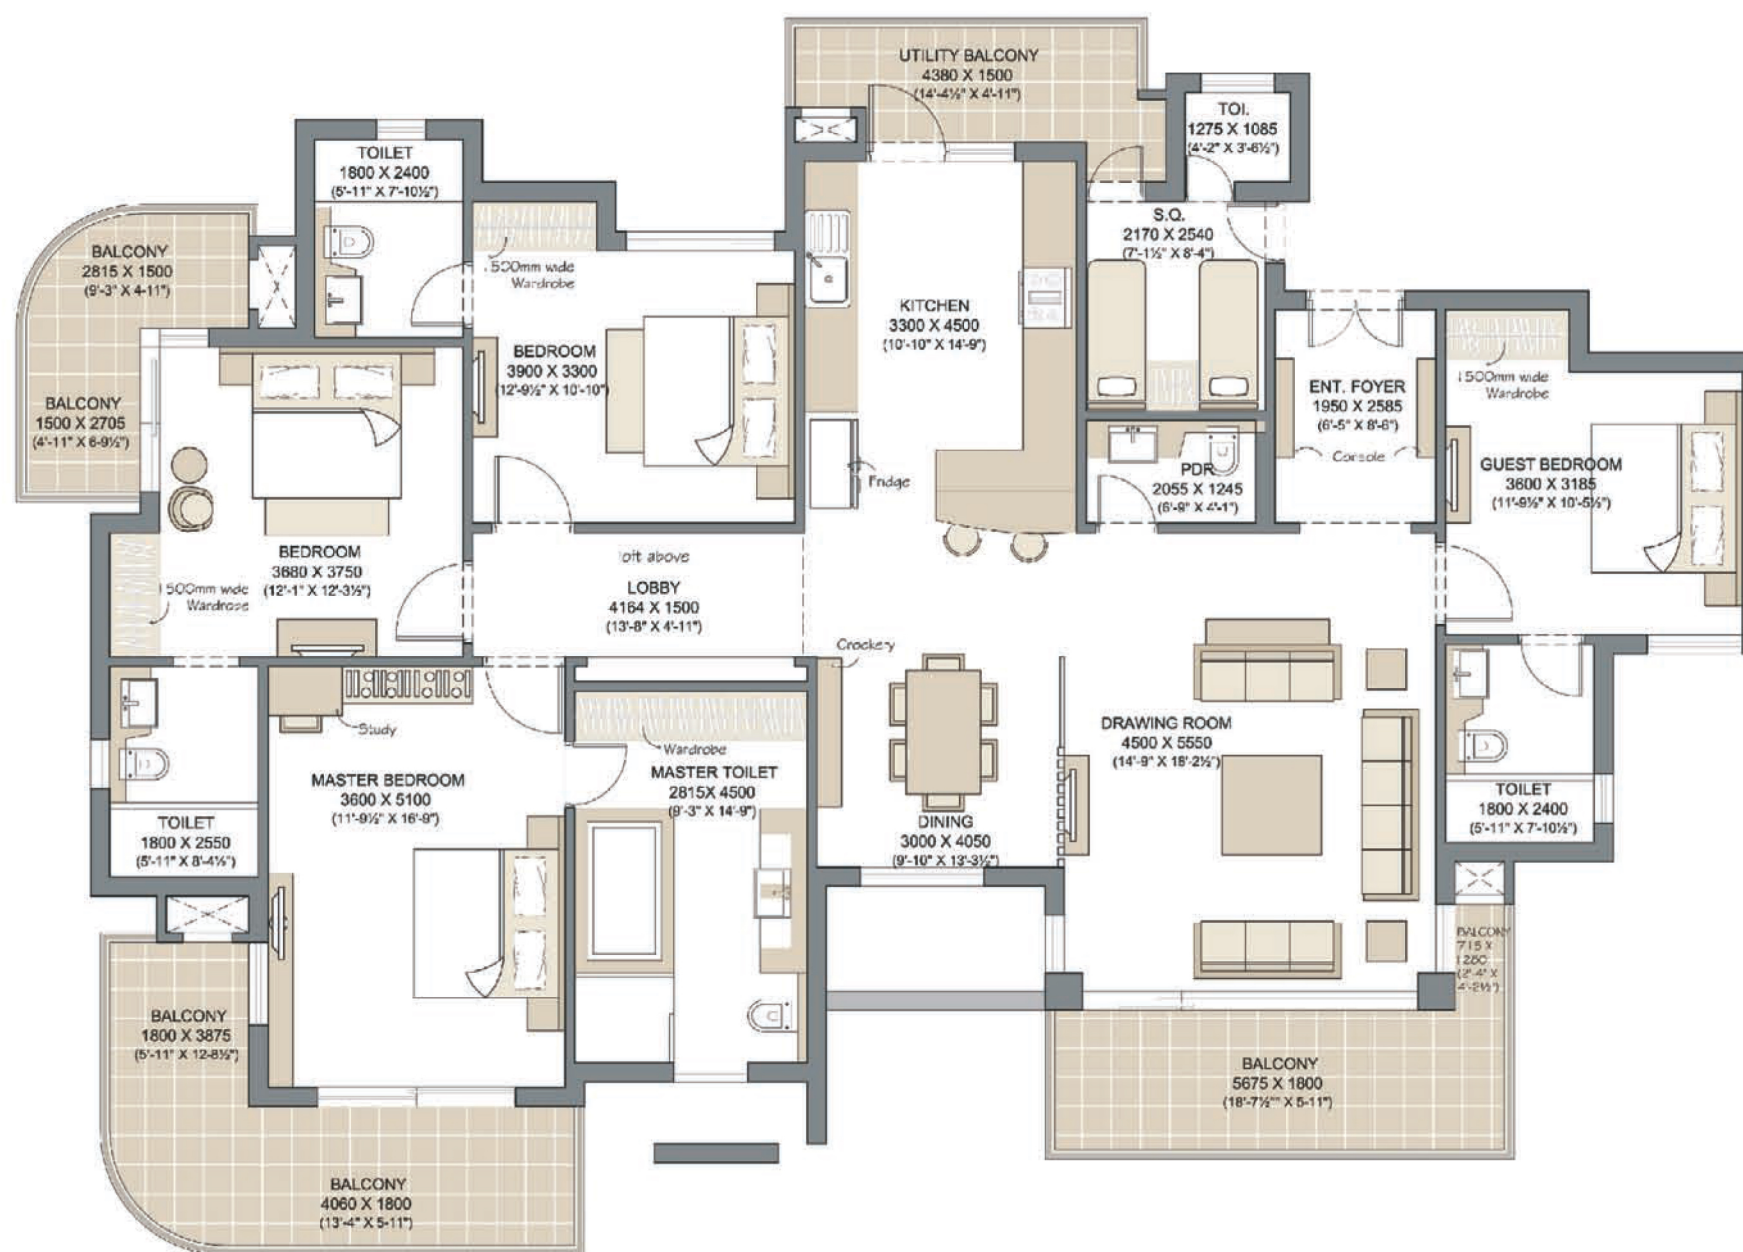 UTILITY BALCONY
4380 X 1500
(14'-4½" X 4'-11")
TOI.
1275 X 1085
(4'-2" X 3'-6½")
TOILET
1800 X 2400
(5'-11" X 7'-10½")
S.Q.
2170 X 2540
(7'-1½" X 8'-4")
BALCONY
2815 X 1500
(9'-3" X 4-11")
500mm wide
Wardrobe
KITCHEN
3300 X 4500
(10'-10" X 14'-9")
BEDROOM
3900 X 3300
(12'-9½" X 10'-10")
ENT. FOYER
1950 X 2585
(6'-5" X 8'-6")
Console
1500mm wide
Wardrobe
BALCONY
1500 X 2705
(4'-11" X 6-9½")
GUEST BEDROOM
3600 X 3185
(11'-9½" X 10'-5½")
Fridge
PDR
2055 X 1245
(6'-9" X 4'-1")
BEDROOM
3680 X 3750
(12'-1" X 12'-3½")
500mm wide
Wardrobe
loft above
LOBBY
4164 X 1500
(13'-8" X 4'-11")
Crockery
Study
Wardrobe
MASTER BEDROOM
3600 X 5100
(11'-9½" X 16'-9")
MASTER TOILET
2815X 4500
(9'-3" X 14'-9")
DRAWING ROOM
4500 X 5550
(14'-9" X 18'-2½")
TOILET
1800 X 2400
(5'-11" X 7'-10½")
TOILET
1800 X 2550
(5'-11" X 8'-4½")
DINING
3000 X 4050
(9'-10" X 13'-3½")
BALCONY
715 X
1280
(2'-4" X
4'-2½")
BALCONY
1800 X 3875
(5'-11" X 12-8½")
BALCONY
5675 X 1800
(18'-7½"" X 5-11")
BALCONY
4060 X 1800
(13'-4" X 5-11")